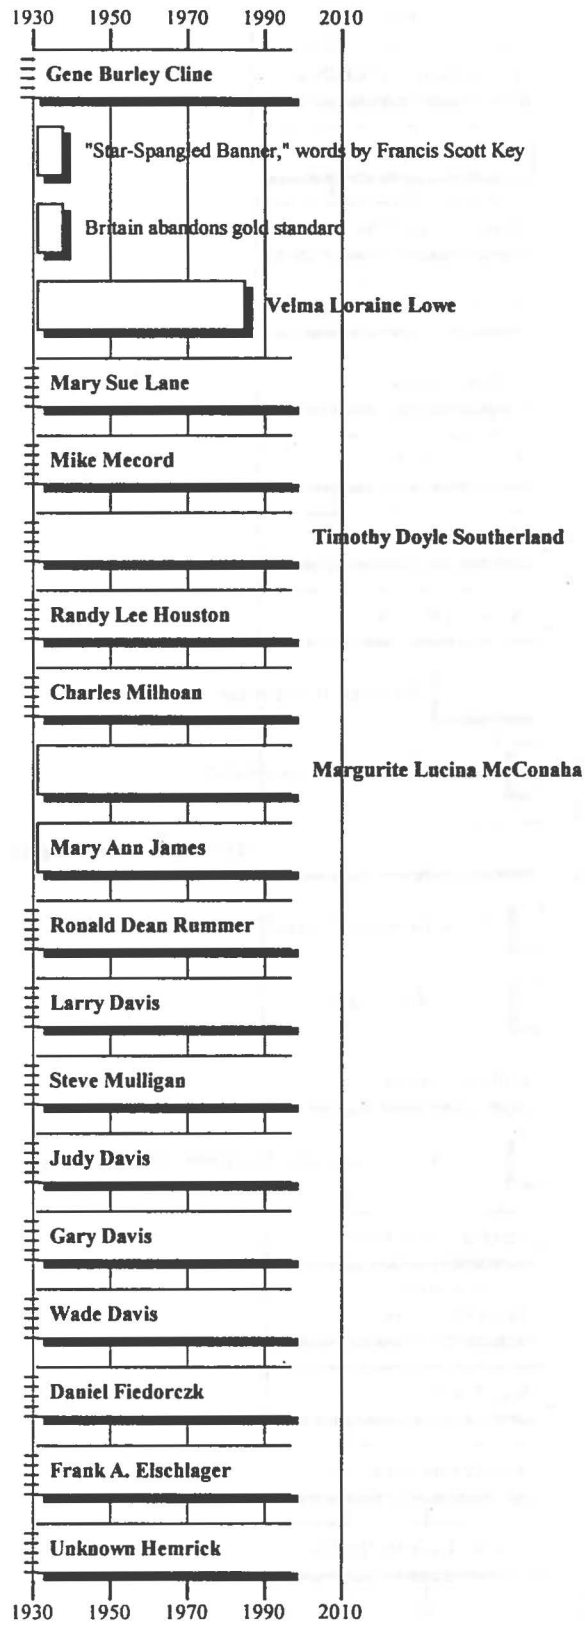 1930 1950 1970 1990 2010
Gene Burley Cline
"Star-Spangled Banner," words by Francis Scott Key
Britain abandons gold standard
Velma Loraine Lowe
Mary Sue Lane
Mike Mecord
Timothy Doyle Southerland
Randy Lee Houston
Charles Milhoan
Margurite Lucina McConaha
Mary Ann James
Ronald Dean Rummer
Larry Davis
Steve Mulligan
Judy Davis
Gary Davis
Wade Davis
Daniel Fiedorczk
Frank A. Elschlager
Unknown Hemrick
1930 1950 1970 1990 2010